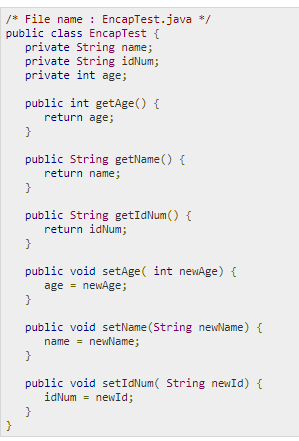 /* File name : EncapTest.java */
public class EncapTest {
   private String name;
   private String idNum;
   private int age;

   public int getAge() {
      return age;
   }

   public String getName() {
      return name;
   }

   public String getIdNum() {
      return idNum;
   }

   public void setAge( int newAge) {
      age = newAge;
   }

   public void setName(String newName) {
      name = newName;
   }

   public void setIdNum( String newId) {
      idNum = newId;
   }
}